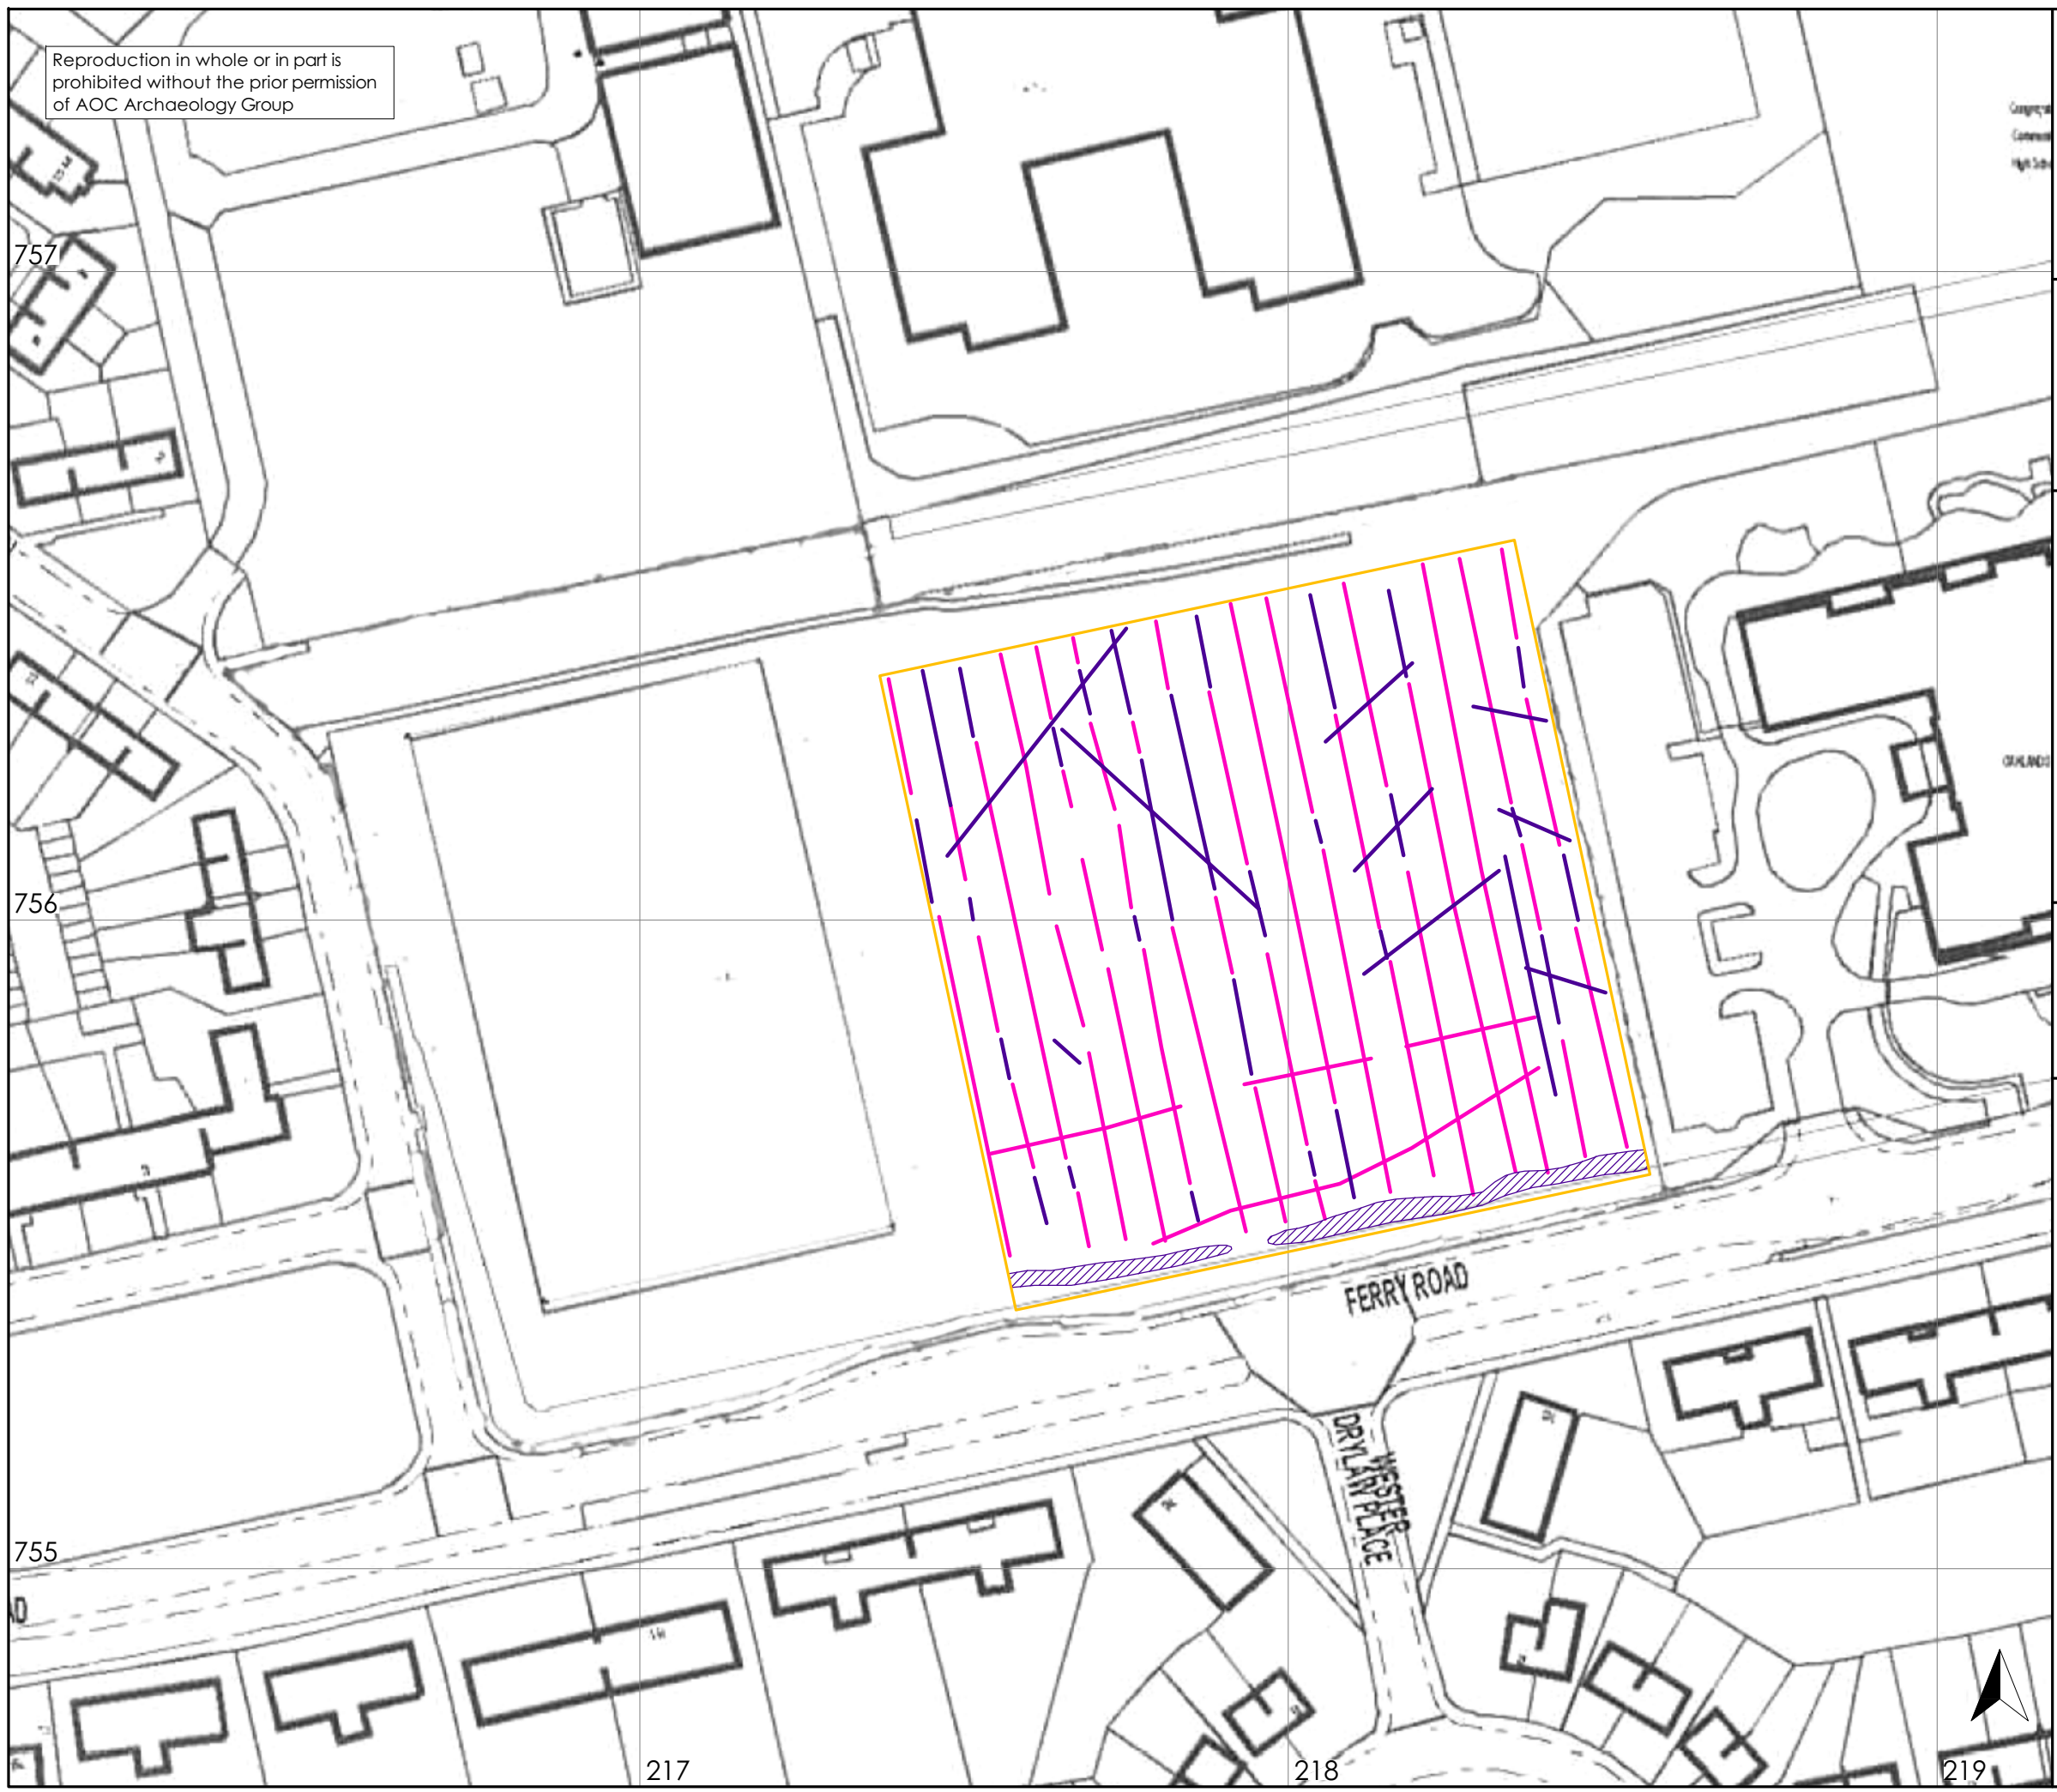 Reproduction in whole or in part is
prohibited without the prior permission
of AOC Archaeology Group
757
756
FERRY ROAD
WESTER
DRYLAW PLACE
755
217
218
219